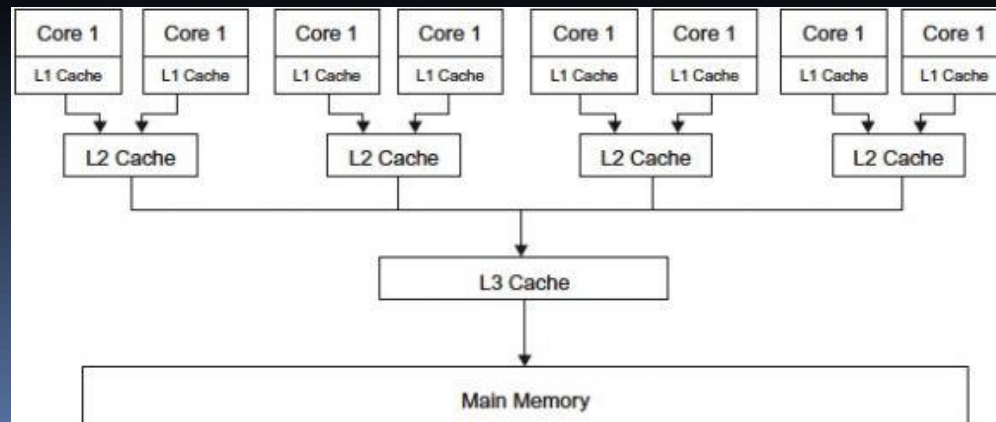 Core 1 Core 1 Core 1 Core 1 Core 1 Core 1 Core 1 Core 1
L1 Cache L1 Cache L1 Cache L1 Cache L1 Cache L1 Cache L1 Cache L1 Cache
L2 Cache L2 Cache L2 Cache L2 Cache
L3 Cache
Main Memory